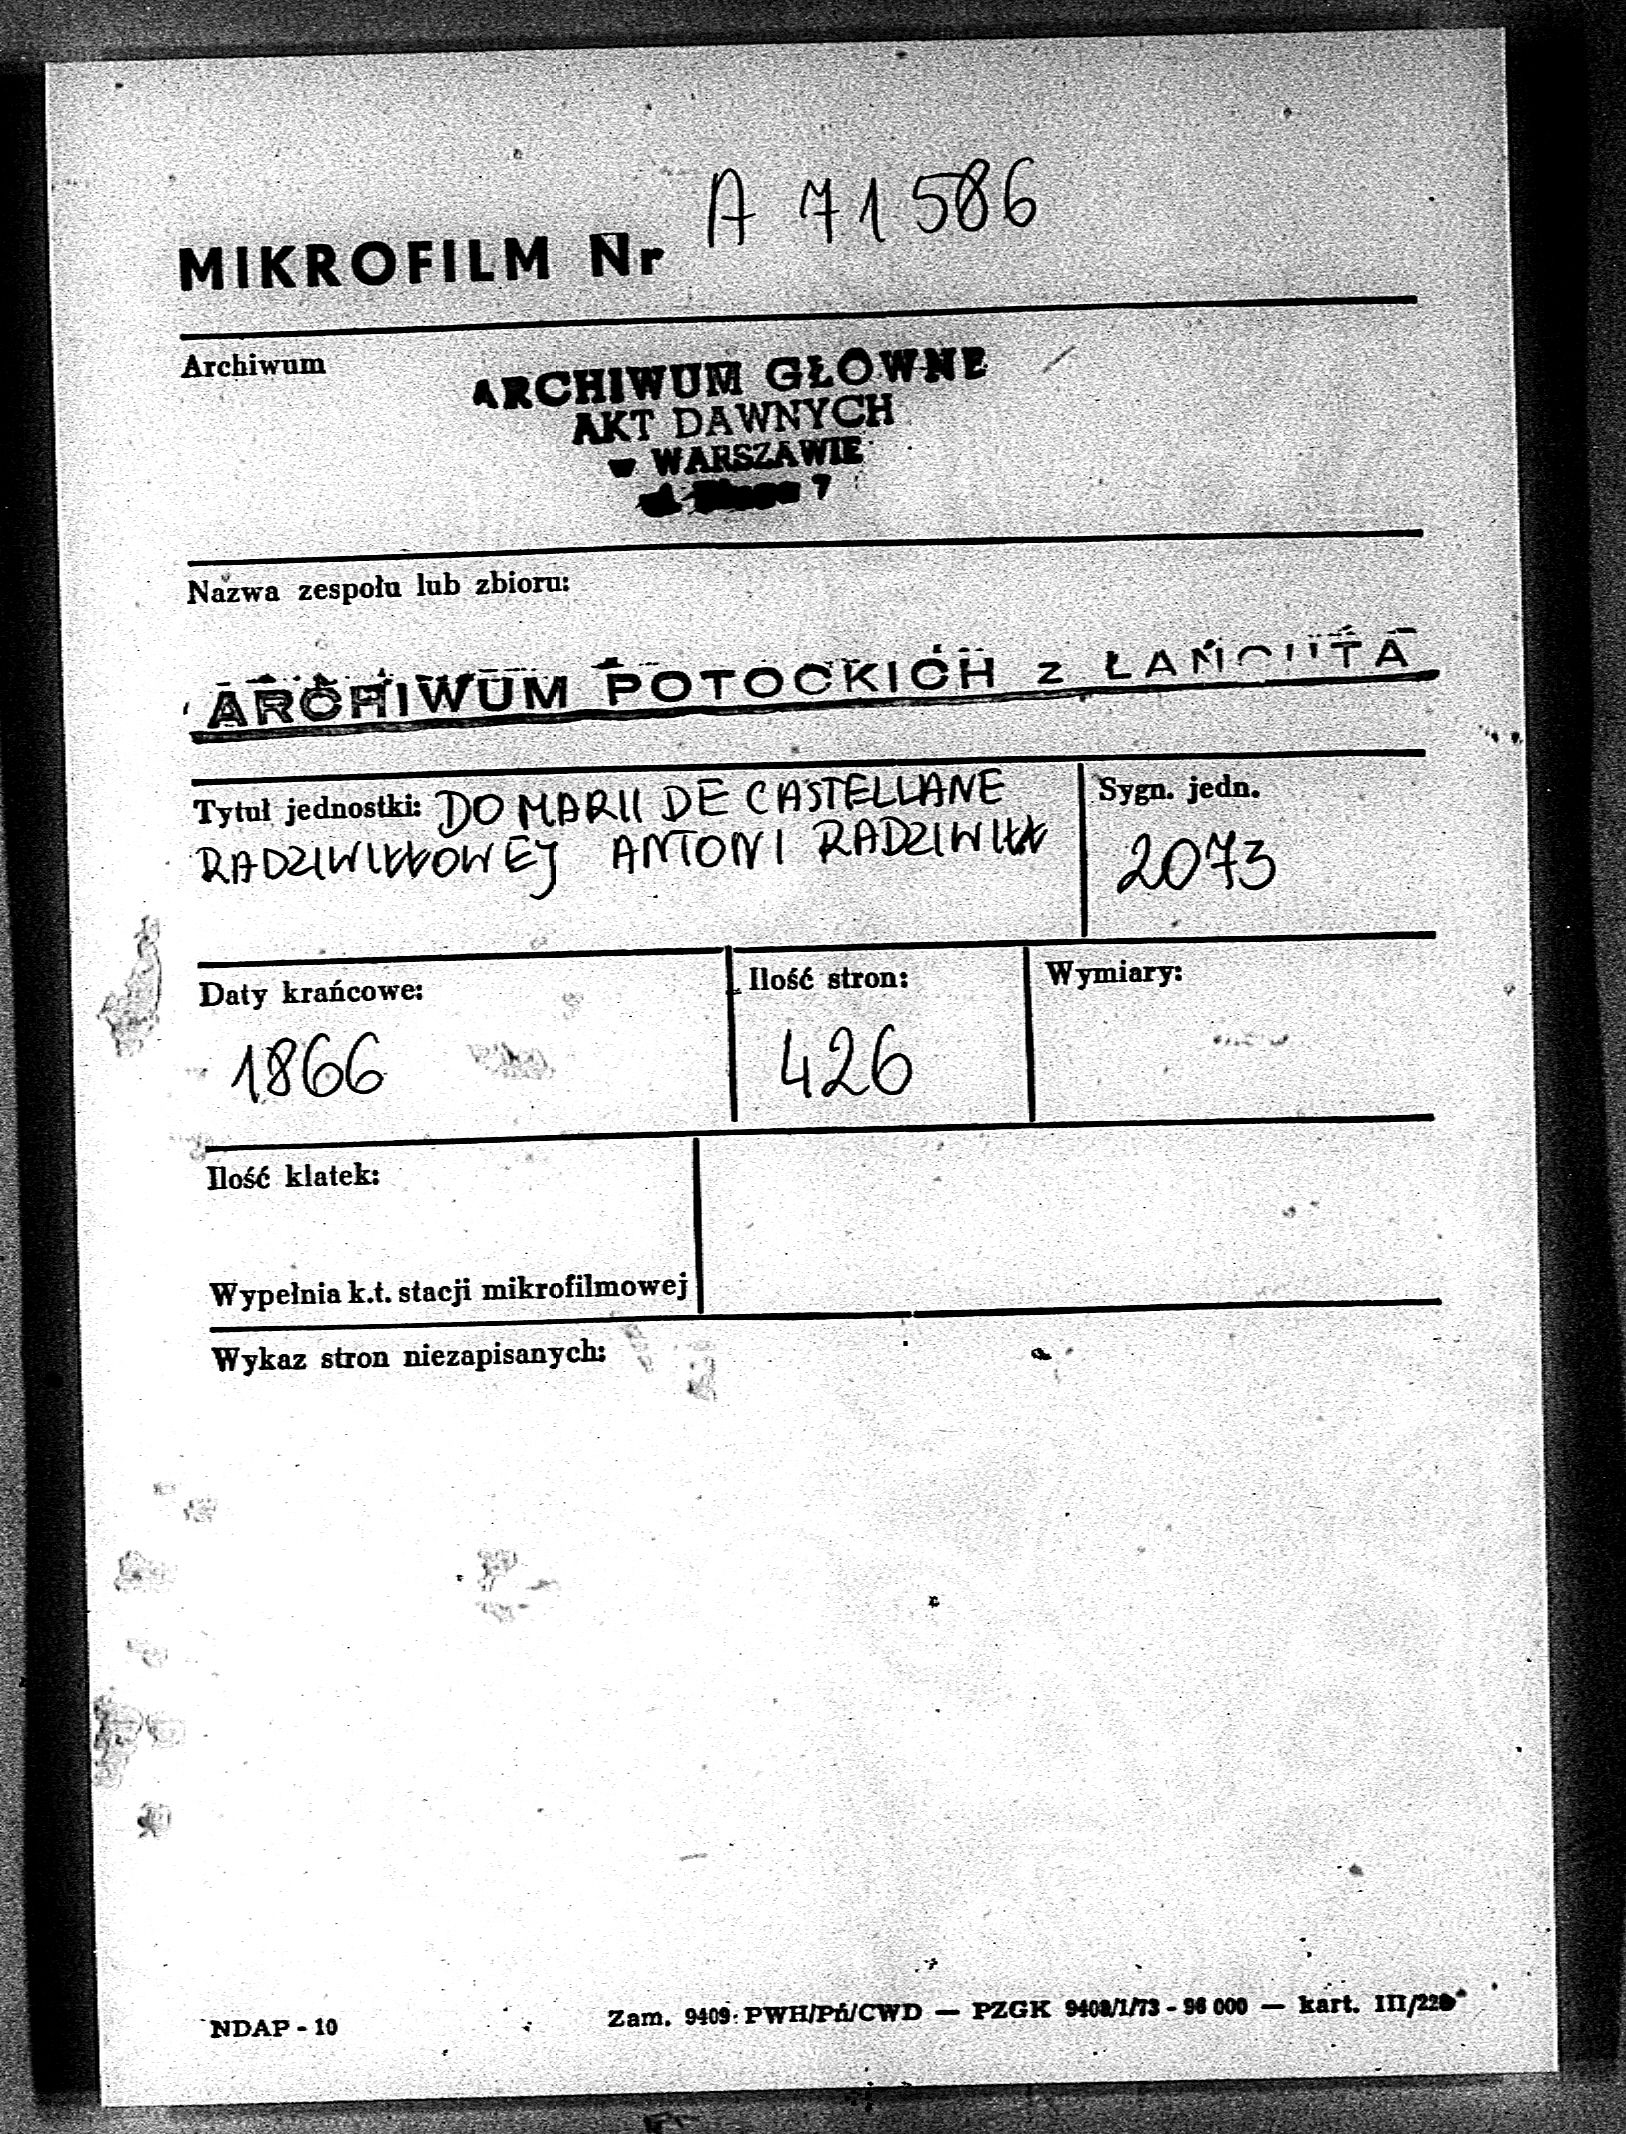 MIKROFILM Nr A 71586
Archiwum
ARCHIWUM GŁOWNE
AKT DAWNYCH
w WARSZAWIE
7
Nazwa zespołu lub zbioru:
ARCHIWUM POTOCKICH z ŁAŃCUTA
Tytuł jednostki: DO MARII DE CASTELLANE
RADZIWIŁŁOWEJ ANTONI RADZIWIŁŁ
Sygn. jedn.
2073
Daty krańcowe:
1866
Ilość stron:
426
Wymiary:
Ilość klatek:
Wypełnia k.t. stacji mikrofilmowej
Wykaz stron niezapisanych:
NDAP - 10
Zam. 9409 PWH/Pń/CWD — PZGK 9408/1/73 - 96 000 — kart. III/220